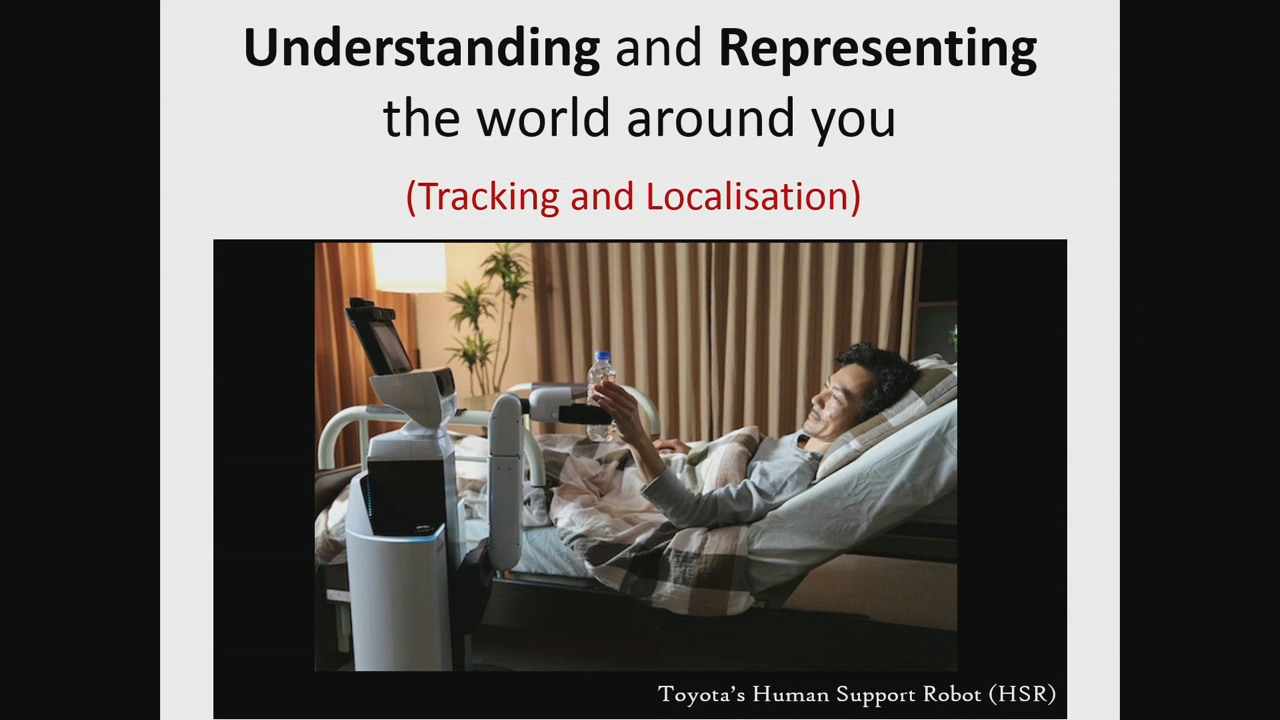 Understanding and Representing
the world around you
(Tracking and Localisation)
Toyota's Human Support Robot (HSR)